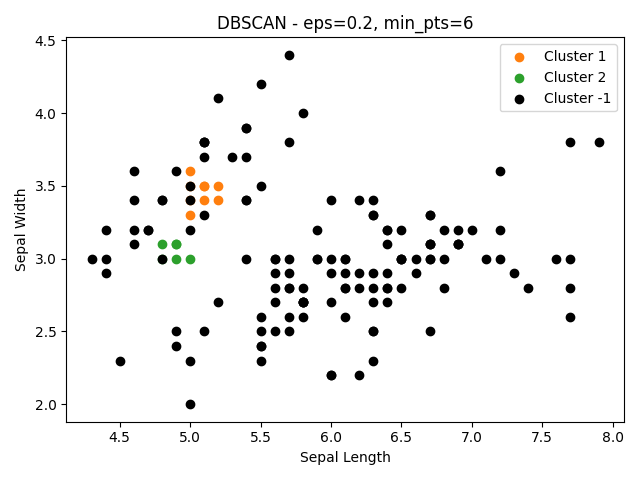 DBSCAN - eps=0.2, min_pts=6
Cluster 1
Cluster 2
Cluster -1
4.5
4.0
3.5
3.0
2.5
2.0
Sepal Width
4.5 5.0 5.5 6.0 6.5 7.0 7.5 8.0
Sepal Length